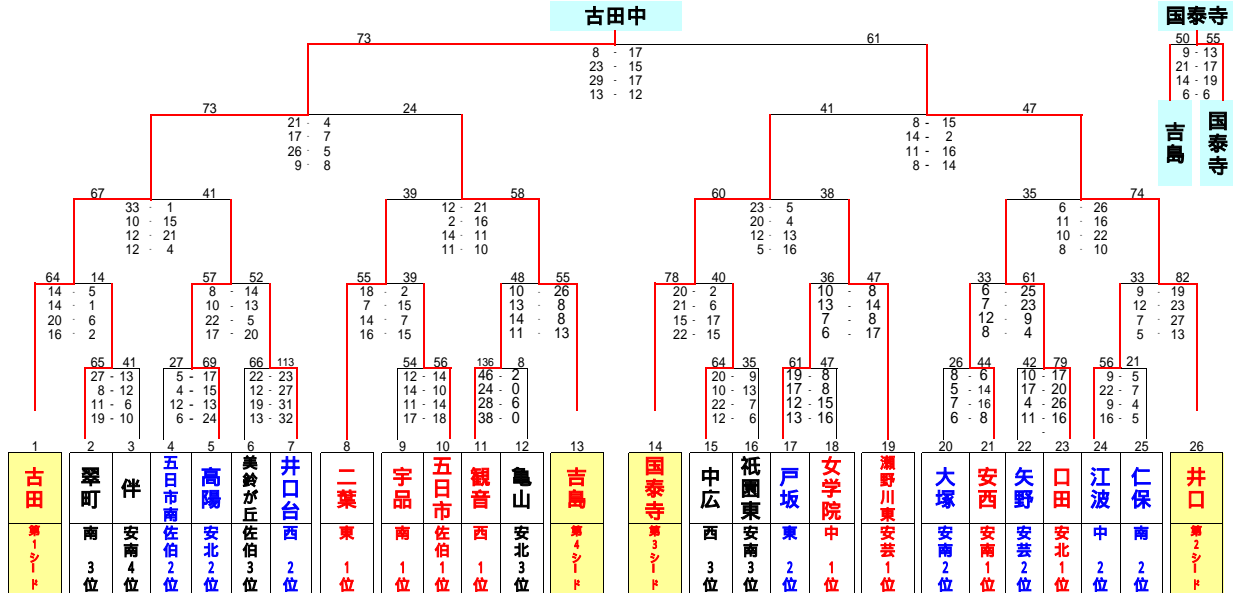 古田中
国泰寺
73
61
50 55
8 - 17
23 - 15
29 - 17
13 - 12
9 - 13
21 - 17
14 - 19
6 - 6
吉島
国泰寺
73
24
21 - 4
17 - 7
26 - 5
9 - 8
41
47
8 - 15
14 - 2
11 - 16
8 - 14
67
41
33 - 1
10 - 15
12 - 21
12 - 4
39
58
12 - 21
2 - 16
14 - 11
11 - 10
60
38
23 - 5
20 - 4
12 - 13
5 - 16
35
74
6 - 26
11 - 16
10 - 22
8 - 10
64 14
14 - 5
14 - 1
20 - 6
16 - 2
57 52
8 - 14
10 - 13
22 - 5
17 - 20
55 39
18 - 2
7 - 15
14 - 7
16 - 15
48 55
10 - 26
13 - 8
14 - 8
11 - 13
78 40
20 - 2
21 - 6
15 - 17
22 - 15
36 47
10 - 8
13 - 14
7 - 8
6 - 17
33 61
6 - 25
7 - 23
12 - 9
8 - 4
33 82
9 - 19
12 - 23
7 - 27
5 - 13
65 41
27 - 13
8 - 12
11 - 6
19 - 10
27 69
5 - 17
4 - 15
12 - 13
6 - 24
66 113
22 - 23
12 - 27
19 - 31
13 - 32
54 56
12 - 14
14 - 10
11 - 14
17 - 18
136 8
46 - 2
24 - 0
28 - 6
38 - 0
64 35
20 - 9
10 - 13
22 - 7
12 - 6
61 47
19 - 8
17 - 8
12 - 15
13 - 16
26 44
8 - 6
5 - 14
7 - 16
6 - 8
42 79
10 - 17
17 - 20
4 - 26
11 - 16
-
56 21
9 - 5
22 - 7
9 - 4
16 - 5
1 古田 第1シード
2 翠町 南 3位
3 伴 安南4位
4 五日市南 佐伯2位
5 高陽 安北2位
6 美鈴が丘 佐伯3位
7 井口台 西 2位
8 二葉 東 1位
9 宇品 南 1位
10 五日市 佐伯1位
11 観音 西 1位
12 亀山 安北3位
13 吉島 第4シード
14 国泰寺 第3シード
15 中広 西 3位
16 祇園東 安南3位
17 戸坂 東 2位
18 女学院 中 1位
19 瀬野川東 安芸1位
20 大塚 安南2位
21 安西 安南1位
22 矢野 安芸2位
23 口田 安北1位
24 江波 中 2位
25 仁保 南 2位
26 井口 第2シード